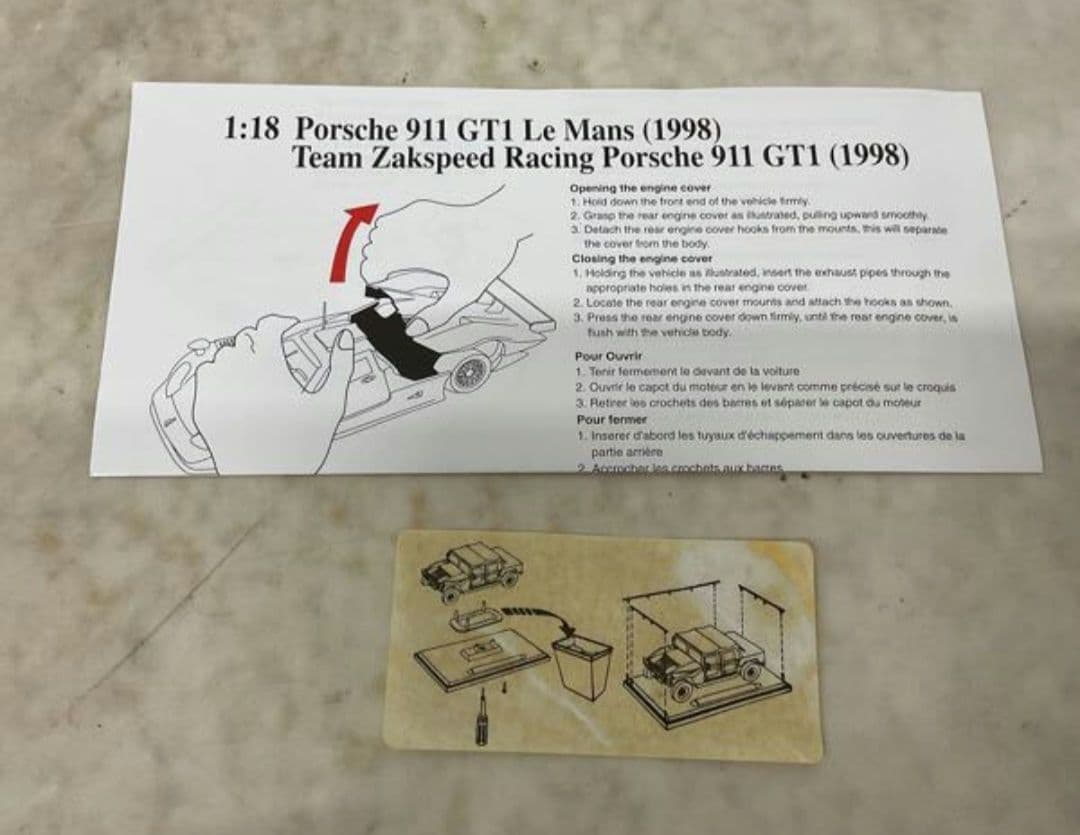 1:18 Porsche 911 GT1 Le Mans (1998)
Team Zakspeed Racing Porsche 911 GT1 (1998)
Opening the engine cover
1. Hold down the front end of the vehicle firmly.
2. Grasp the rear engine cover as illustrated, pulling upward smoothly.
3. Detach the rear engine cover hooks from the mounts, this will separate
the cover from the body.
Closing the engine cover
1. Holding the vehicle as illustrated, insert the exhaust pipes through the
appropriate holes in the rear engine cover.
2. Locate the rear engine cover mounts and attach the hooks as shown.
3. Press the rear engine cover down firmly, until the rear engine cover, is
flush with the vehicle body.
Pour Ouvrir
1. Tenir fermement le devant de la voiture
2. Ouvrir le capot du moteur en le levant comme précisé sur le croquis
3. Retirer les crochets des barres et séparer le capot du moteur
Pour fermer
1. Inserer d'abord les tuyaux d'échappement dans les ouvertures de la
partie arrière
2. Accrocher les crochets aux barres